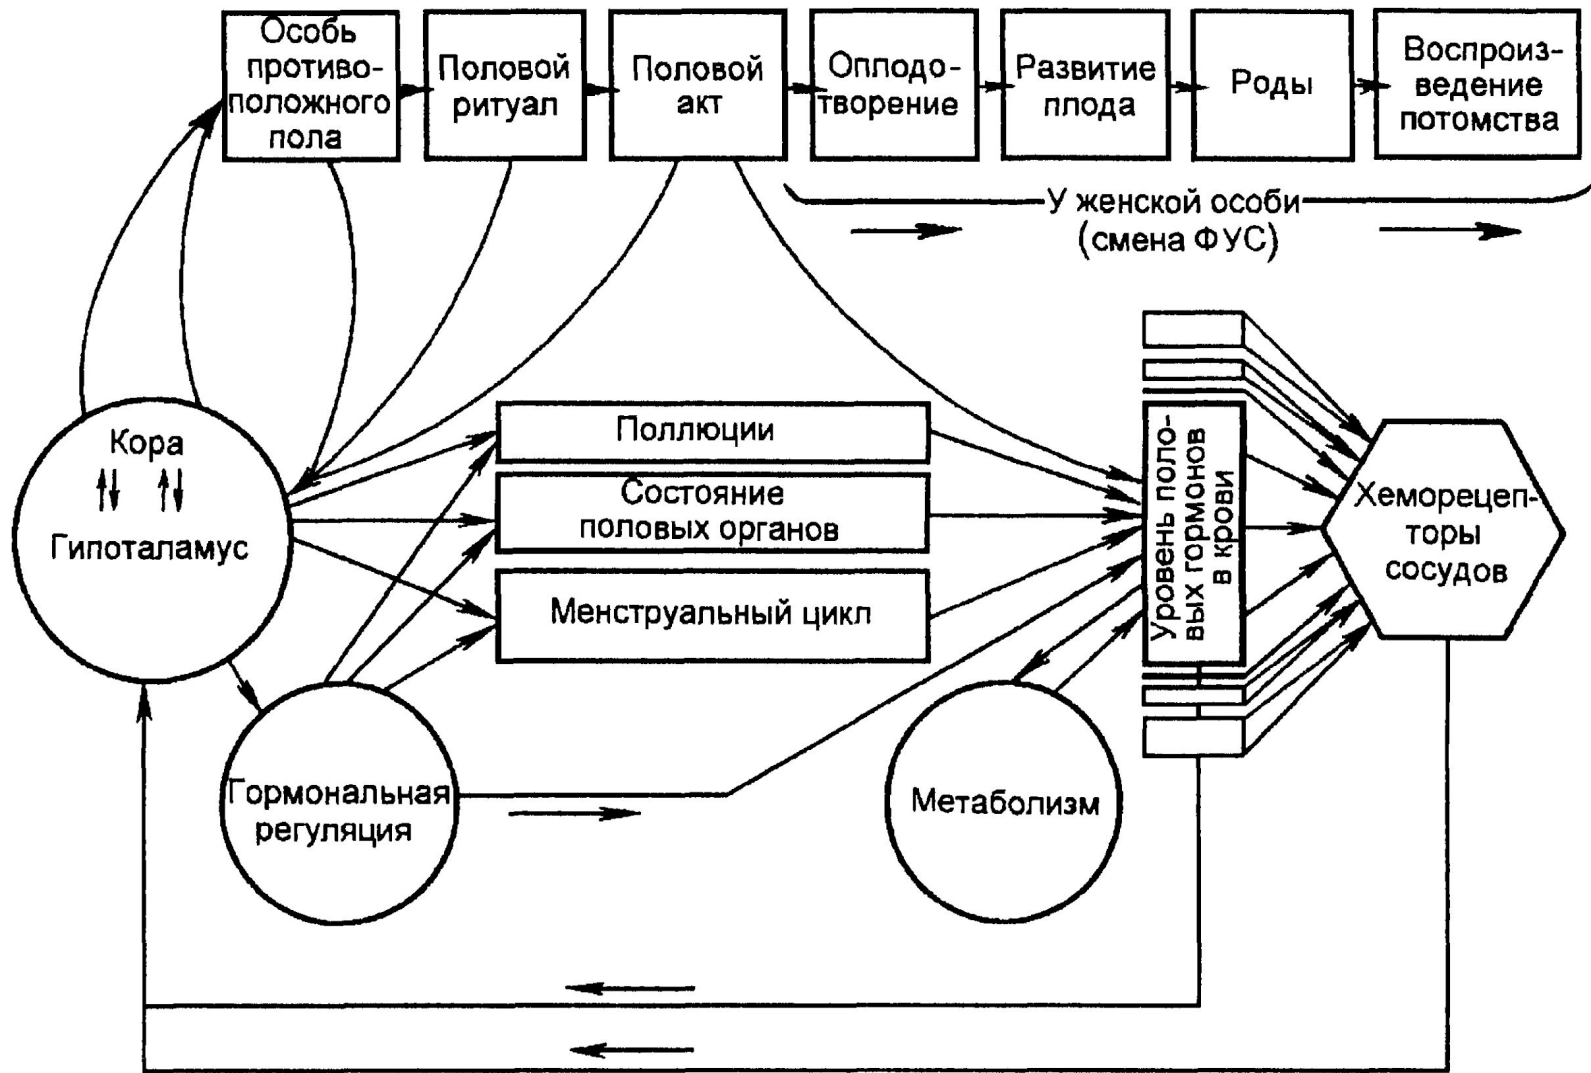 Особь
противо-
положного
пола
Половой
ритуал
Половой
акт
Оплодо-
творение
Развитие
плода
Роды
Воспроиз-
ведение
потомства
У женской особи
(смена ФУС)
Кора
Гипоталамус
Поллюции
Состояние
половых органов
Менструальный цикл
Уровень поло-
вых гормонов
в крови
Хеморецеп-
торы
сосудов
Гормональная
регуляция
Метаболизм